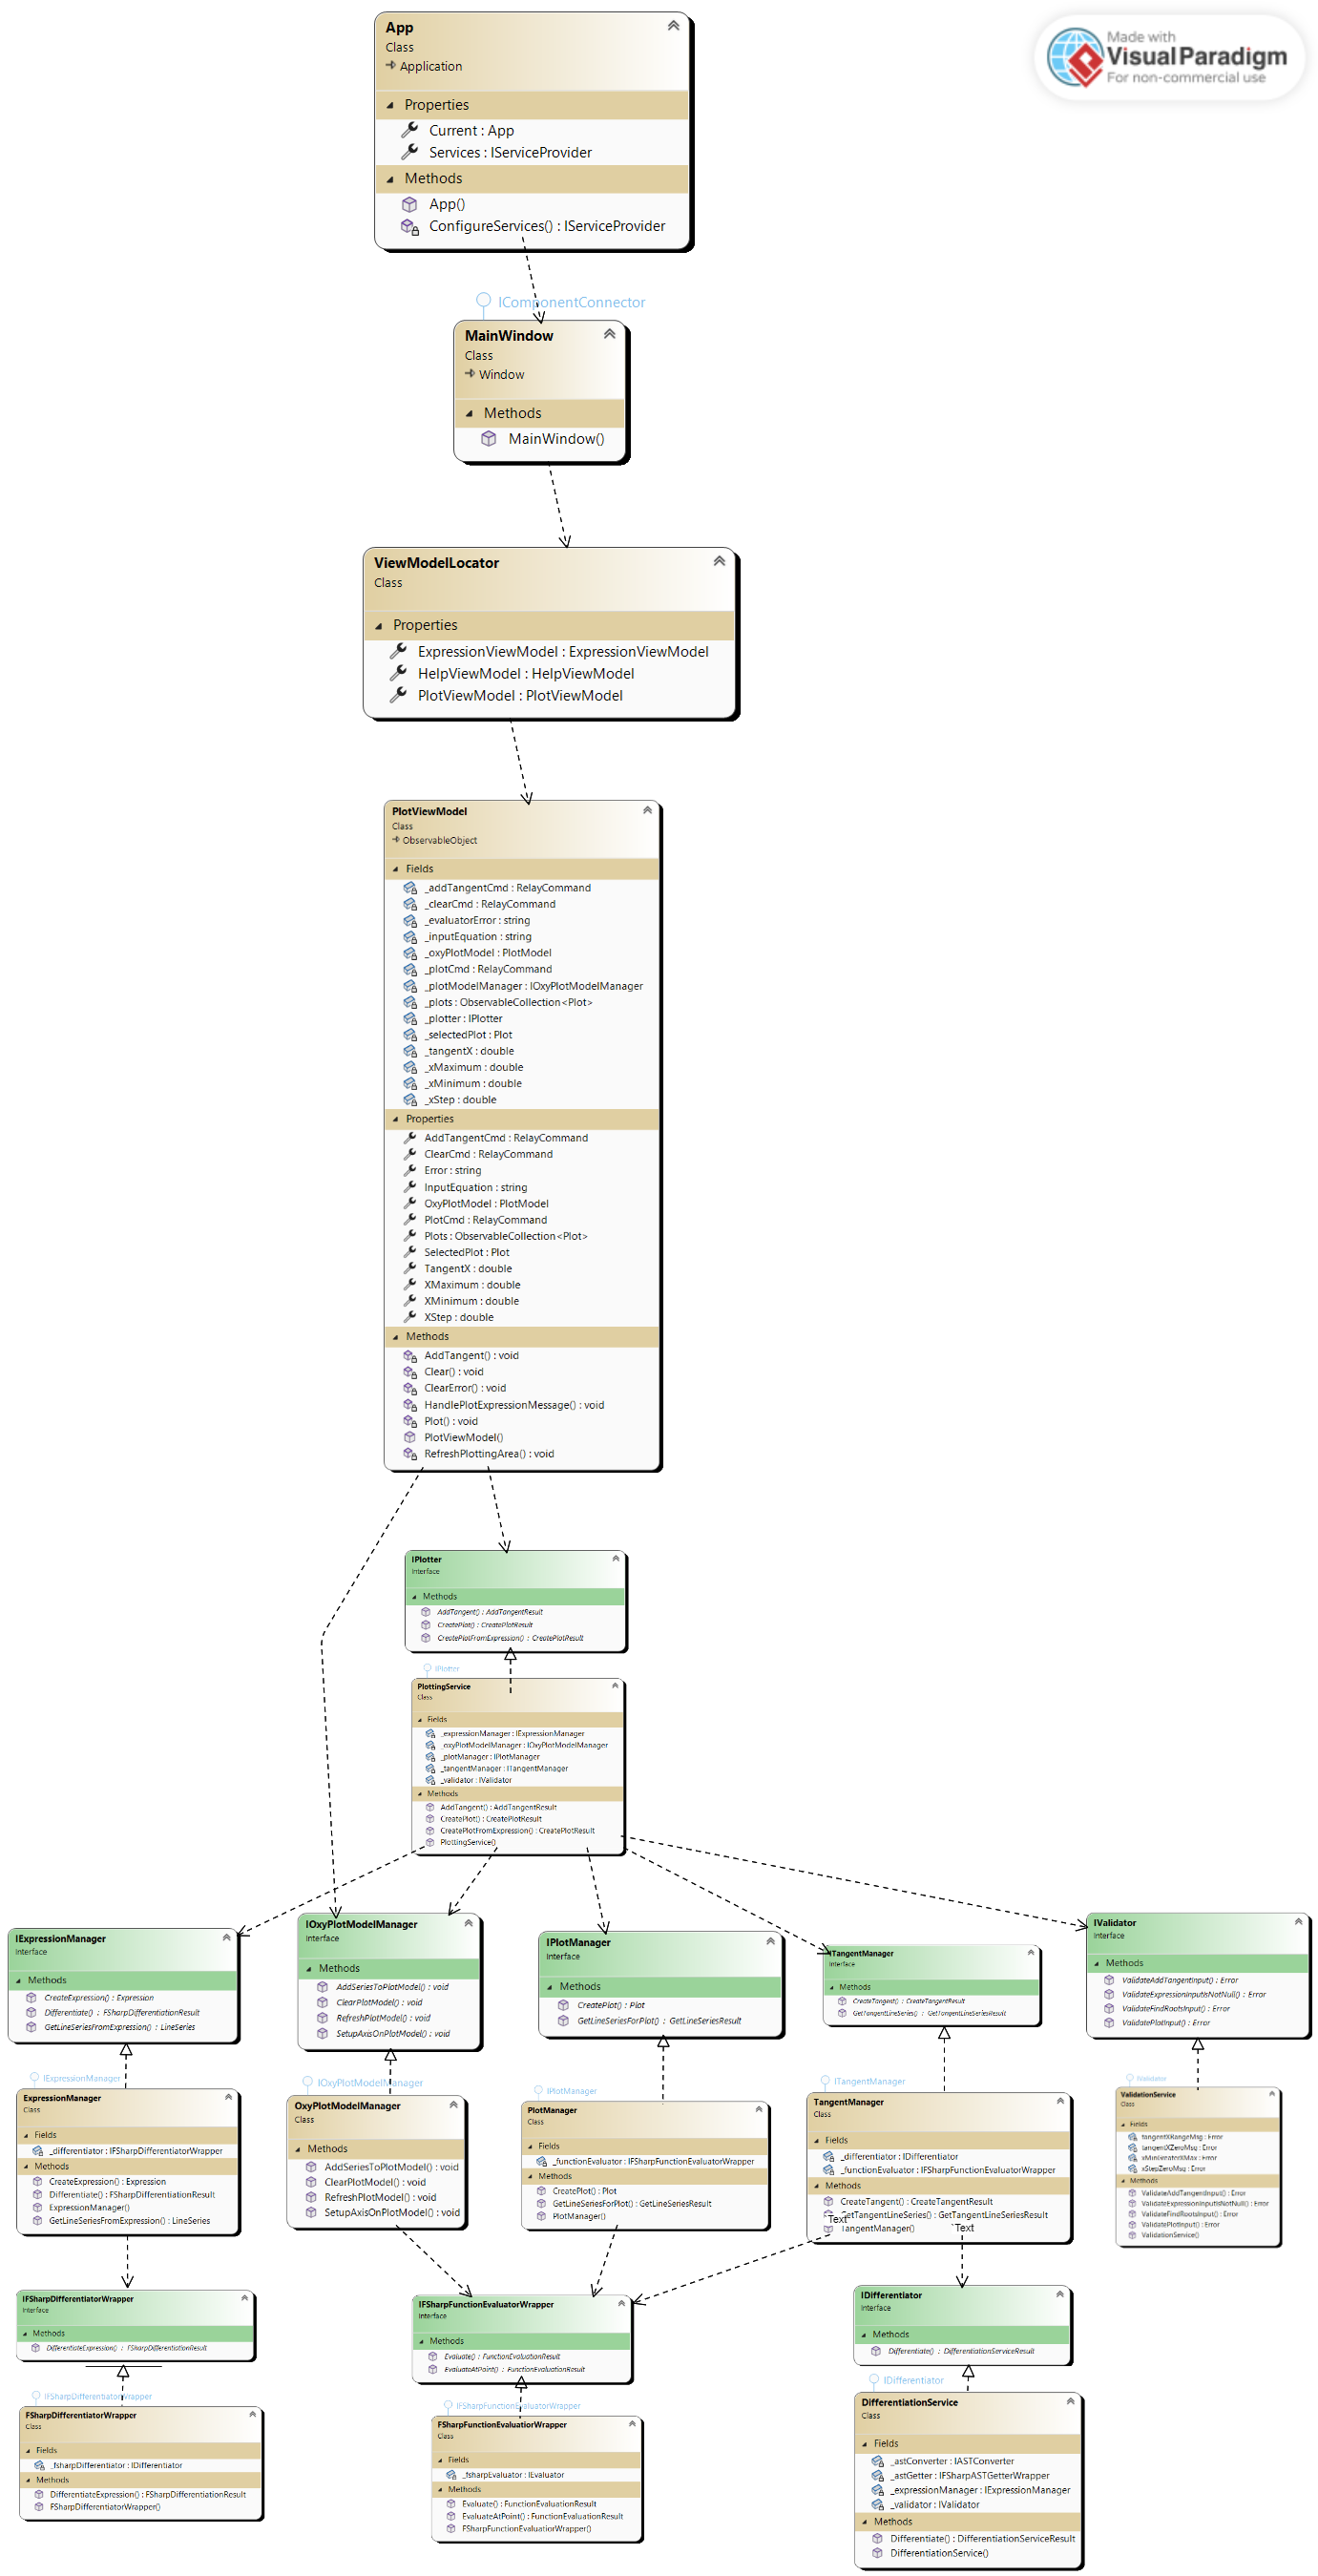 App
Class
Application
Properties
Current : App
Services : IServiceProvider
Methods
App()
ConfigureServices() : IServiceProvider
Made with
Visual Paradigm
For non-commercial use
IComponentConnector
MainWindow
Class
Window
Methods
MainWindow()
ViewModelLocator
Class
Properties
ExpressionViewModel : ExpressionViewModel
HelpViewModel : HelpViewModel
PlotViewModel : PlotViewModel
PlotViewModel
Class
ObservableObject
Fields
_addTangentCmd : RelayCommand
_clearCmd : RelayCommand
_evaluatorError : string
_inputEquation : string
_oxyPlotModel : PlotModel
_plotCmd : RelayCommand
_plotModelManager : IOxyPlotModelManager
_plots : ObservableCollection<Plot>
_plotter : IPlotter
_selectedPlot : Plot
_tangentX : double
_xMaximum : double
_xMinimum : double
_xStep : double
Properties
AddTangentCmd : RelayCommand
ClearCmd : RelayCommand
Error : string
InputEquation : string
OxyPlotModel : PlotModel
PlotCmd : RelayCommand
Plots : ObservableCollection<Plot>
SelectedPlot : Plot
TangentX : double
XMaximum : double
XMinimum : double
XStep : double
Methods
AddTangent() : void
Clear() : void
ClearError() : void
HandlePlotExpressionMessage() : void
Plot() : void
PlotViewModel()
RefreshPlottingArea() : void
IPlotter
Interface
Methods
AddTangent() : AddTangentResult
CreatePlot() : CreatePlotResult
CreatePlotFromExpression() : CreatePlotResult
IPlotter
PlottingService
Class
Fields
_expressionManager : IExpressionManager
_oxyPlotModelManager : IOxyPlotModelManager
_plotManager : IPlotManager
_tangentManager : ITangentManager
_validator : IValidator
Methods
AddTangent() : AddTangentResult
CreatePlot() : CreatePlotResult
CreatePlotFromExpression() : CreatePlotResult
PlottingService()
IExpressionManager
Interface
Methods
CreateExpression() : Expression
Differentiate() : FSharpDifferentiationResult
GetLineSeriesFromExpression() : LineSeries
IOxyPlotModelManager
Interface
Methods
AddSeriesToPlotModel() : void
ClearPlotModel() : void
RefreshPlotModel() : void
SetupAxisOnPlotModel() : void
IPlotManager
Interface
Methods
CreatePlot() : Plot
GetLineSeriesForPlot() : GetLineSeriesResult
ITangentManager
Interface
Methods
CreateTangent() : CreateTangentResult
GetTangentLineSeries() : GetTangentLineSeriesResult
IValidator
Interface
Methods
ValidateAddTangentInput() : Error
ValidateExpressionInputIsNotNull() : Error
ValidateFindRootsInput() : Error
ValidatePlotInput() : Error
IExpressionManager
ExpressionManager
Class
Fields
_differentiator : IFSharpDifferentiatorWrapper
Methods
CreateExpression() : Expression
Differentiate() : FSharpDifferentiationResult
ExpressionManager()
GetLineSeriesFromExpression() : LineSeries
IOxyPlotModelManager
OxyPlotModelManager
Class
Methods
AddSeriesToPlotModel() : void
ClearPlotModel() : void
RefreshPlotModel() : void
SetupAxisOnPlotModel() : void
IPlotManager
PlotManager
Class
Fields
_functionEvaluator : IFSharpFunctionEvaluatorWrapper
Methods
CreatePlot() : Plot
GetLineSeriesForPlot() : GetLineSeriesResult
PlotManager()
ITangentManager
TangentManager
Class
Fields
_differentiator : IDifferentiator
_functionEvaluator : IFSharpFunctionEvaluatorWrapper
Methods
CreateTangent() : CreateTangentResult
GetTangentLineSeries() : GetTangentLineSeriesResult
Text
TangentManager()
Text
IValidator
ValidationService
Class
Fields
tangentXRangeMsg : Error
tangentXZeroMsg : Error
xMinGreaterMax : Error
xStepZeroMsg : Error
Methods
ValidateAddTangentInput() : Error
ValidateExpressionInputIsNotNull() : Error
ValidateFindRootsInput() : Error
ValidatePlotInput() : Error
ValidationService()
IFSharpDifferentiatorWrapper
Interface
Methods
DifferentiateExpression() : FSharpDifferentiationResult
IFSharpFunctionEvaluatorWrapper
Interface
Methods
Evaluate() : FunctionEvaluationResult
EvaluateAtPoint() : FunctionEvaluationResult
IDifferentiator
Interface
Methods
Differentiate() : DifferentiationServiceResult
IFSharpDifferentiatorWrapper
FSharpDifferentiatorWrapper
Class
Fields
_fsharpDifferentiator : IDifferentiator
Methods
DifferentiateExpression() : FSharpDifferentiationResult
FSharpDifferentiatorWrapper()
IFSharpFunctionEvaluatorWrapper
FSharpFunctionEvaluatiorWrapper
Class
Fields
_fsharpEvaluator : IEvaluator
Methods
Evaluate() : FunctionEvaluationResult
EvaluateAtPoint() : FunctionEvaluationResult
FSharpFunctionEvaluatiorWrapper()
IDifferentiator
DifferentiationService
Class
Fields
_astConverter : IASTConverter
_astGetter : IFSharpASTGetterWrapper
_expressionManager : IExpressionManager
_validator : IValidator
Methods
Differentiate() : DifferentiationServiceResult
DifferentiationService()